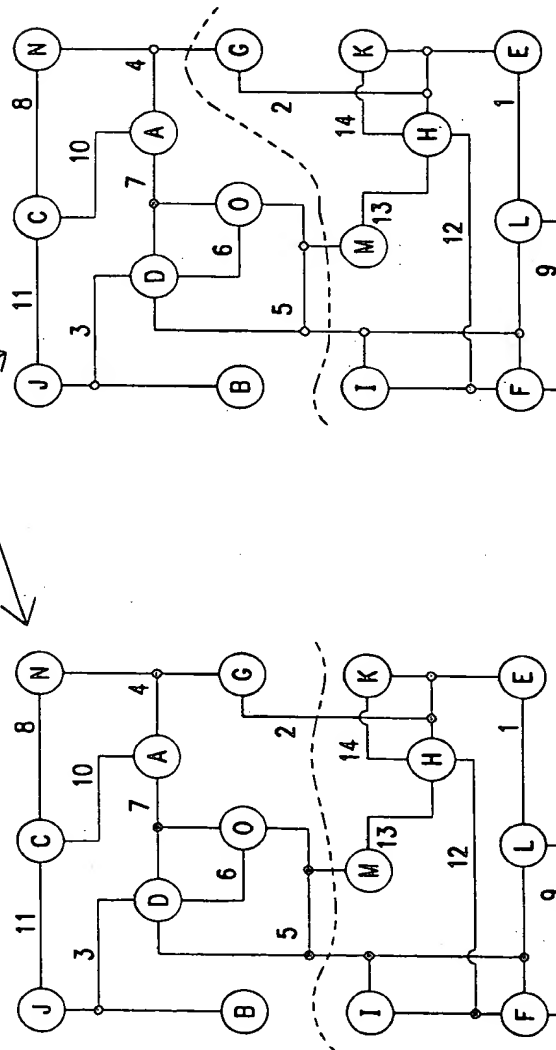 11 8 11 8
J C N J C N
3 10 3 10
7 4 7 4
D A D A
6 6
B O G B O G
5 2 5 2
14 14
I M K I M K
13 13
H H
12 12
1 1
F L E F L E
9 9